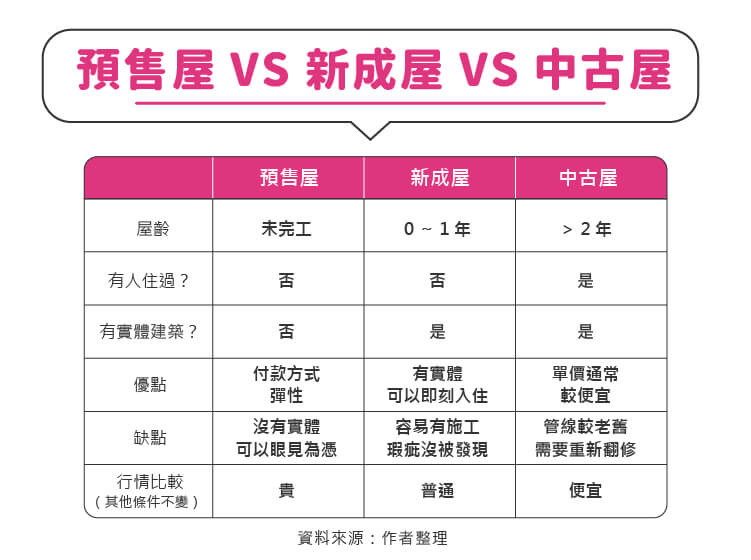 預售屋 VS 新成屋 VS 中古屋
預售屋 新成屋 中古屋
屋齡 未完工 0 ~ 1 年 > 2 年
有人住過？ 否 否 是
有實體建築？ 否 是 是
優點 付款方式 彈性 有實體 可以即刻入住 單價通常 較便宜
缺點 沒有實體 可以眼見為憑 容易有施工 瑕疵沒被發現 管線較老舊 需要重新翻修
行情比較 （其他條件不變） 貴 普通 便宜
資料來源：作者整理